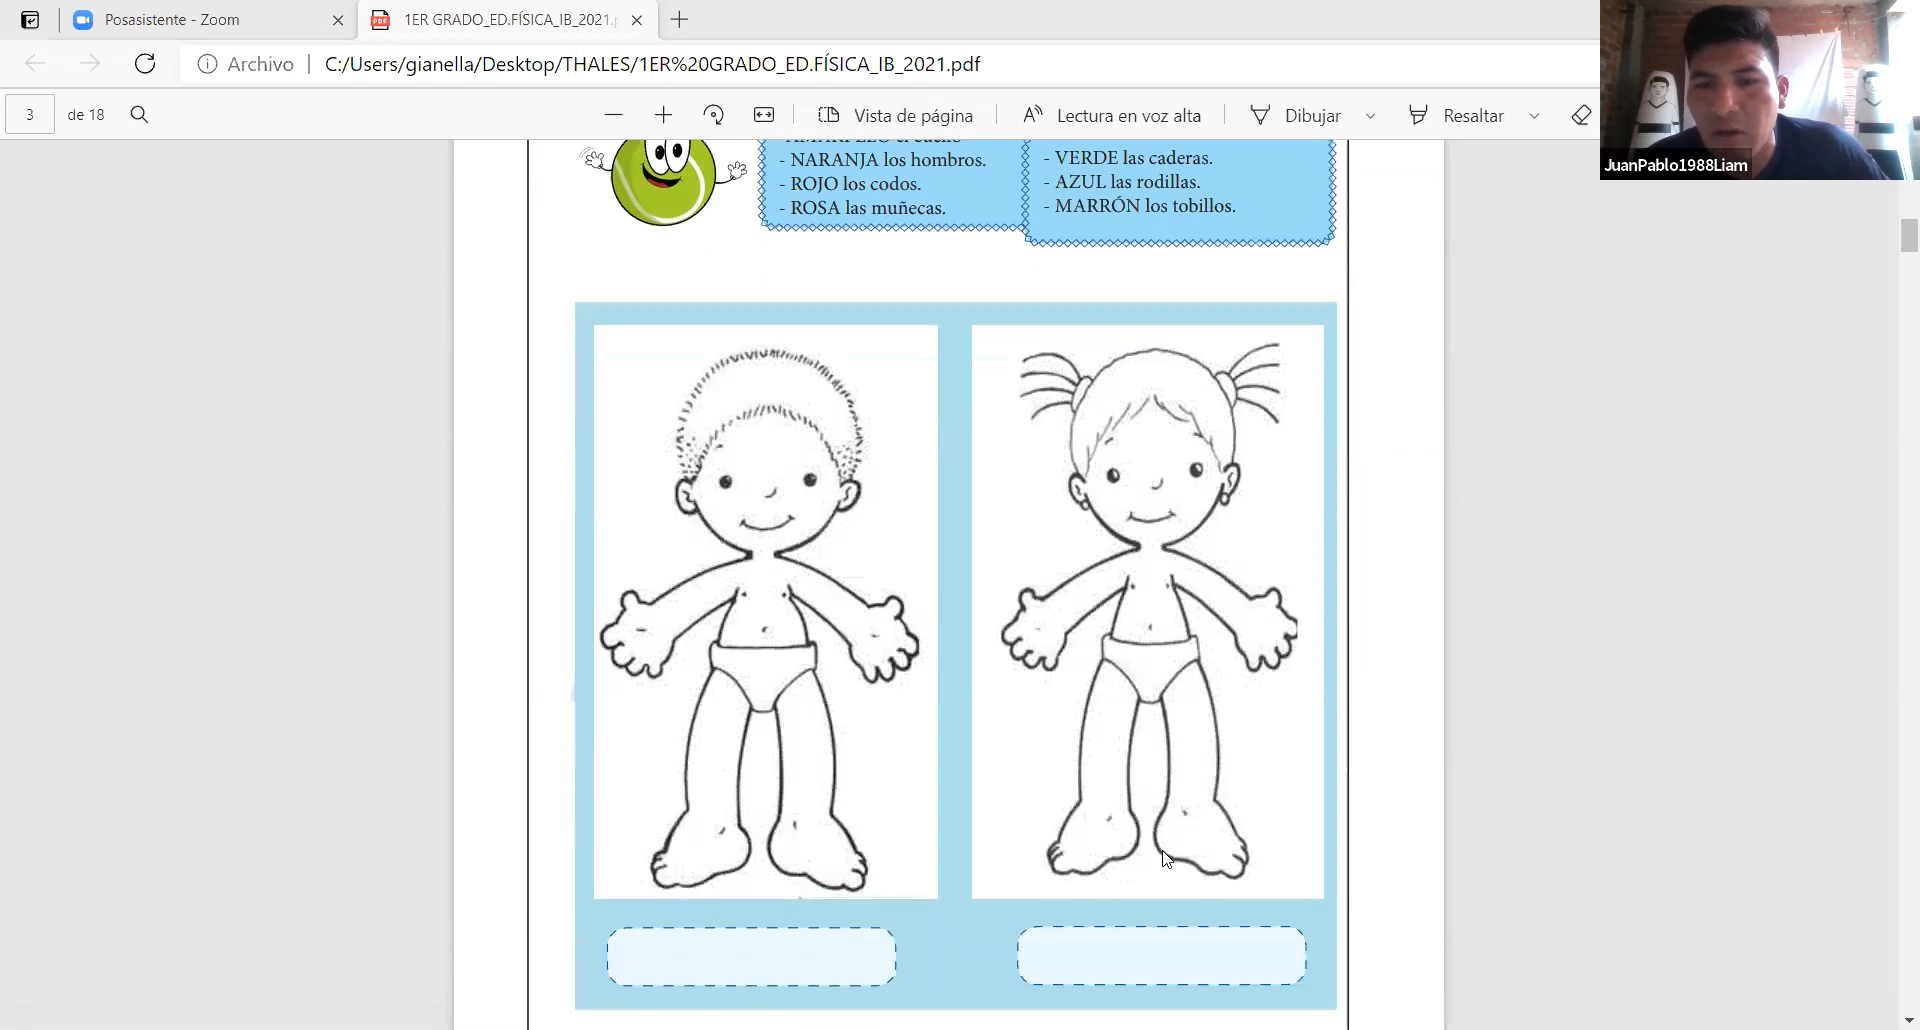 Posasistente - Zoom
1ER GRADO_ED.FÍSICA_IB_2021.
Archivo
C:/Users/gianella/Desktop/THALES/1ER%20GRADO_ED.FÍSICA_IB_2021.pdf
3 de 18
Vista de página
Lectura en voz alta
Dibujar
Resaltar
JuanPablo1988Liam
- NARANJA los hombros.
- ROJO los codos.
- ROSA las muñecas.
- VERDE las caderas.
- AZUL las rodillas.
- MARRÓN los tobillos.